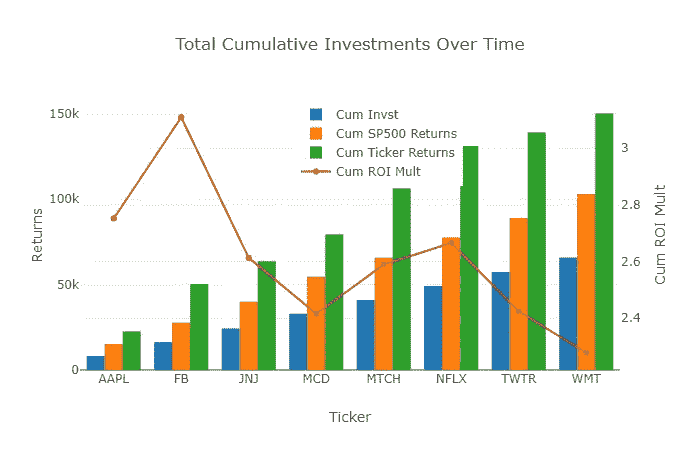 Total Cumulative Investments Over Time
Cum Invst
Cum SP500 Returns
Cum Ticker Returns
Cum ROI Mult
150k
100k
50k
0
Returns
3
2.8
2.6
2.4
Cum ROI Mult
AAPL FB JNJ MCD MTCH NFLX TWTR WMT
Ticker